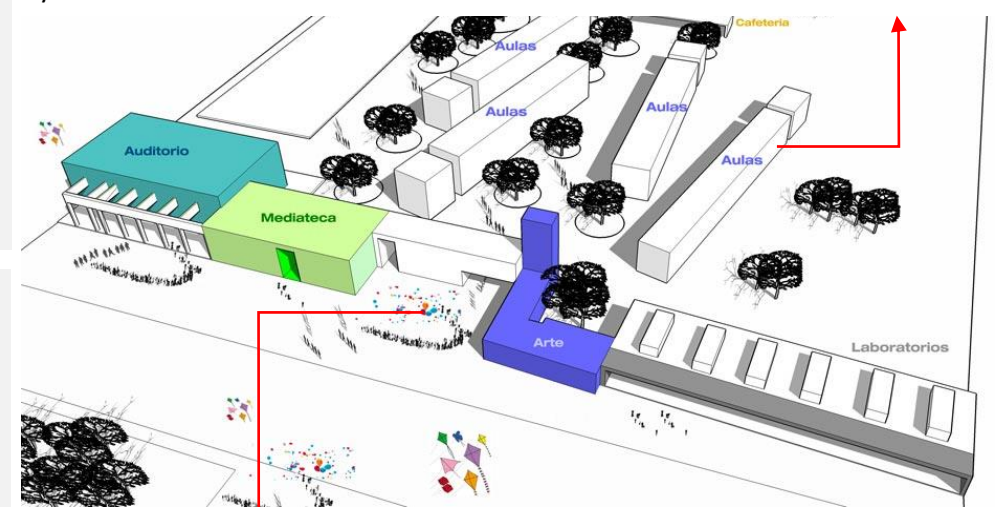 Cafeteria
Aulas
Aulas
Aulas
Auditorio
Aulas
Mediateca
Arte
Laboratorios